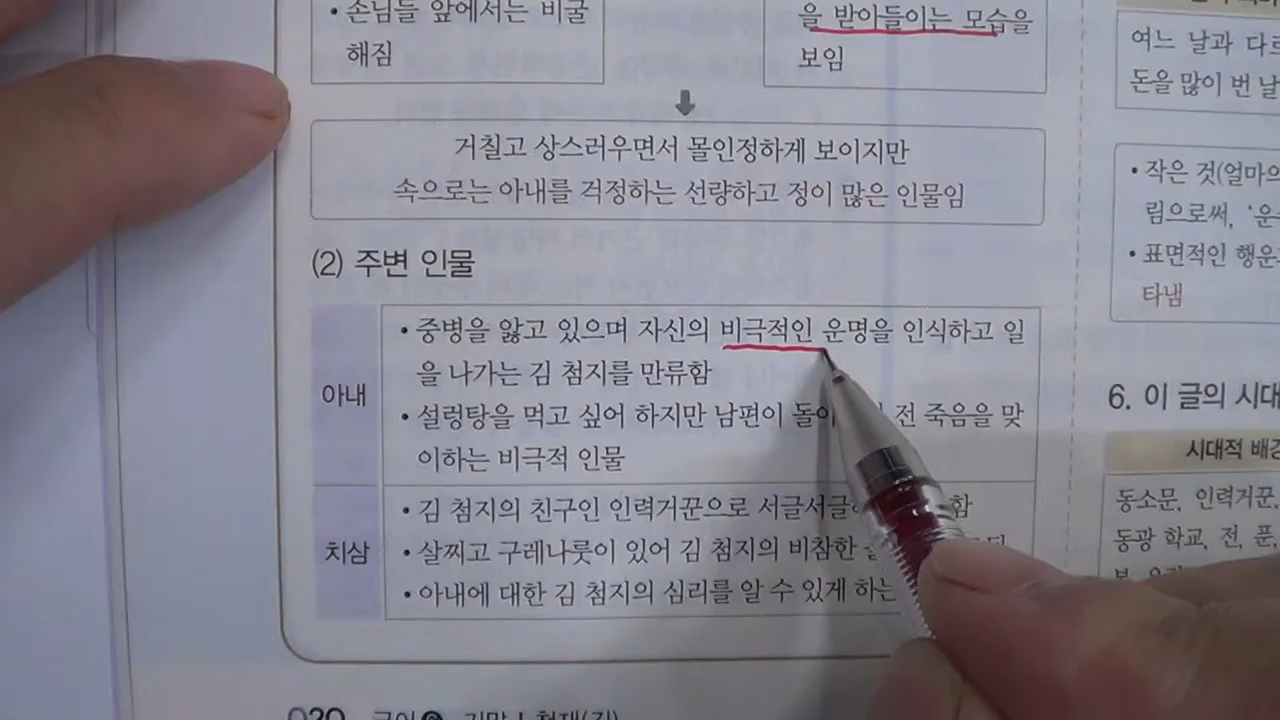 • 손님들 앞에서는 비굴
해짐
을 받아들이는 모습을
보임
거칠고 상스러우면서 몰인정하게 보이지만
속으로는 아내를 걱정하는 선량하고 정이 많은 인물임
(2) 주변 인물
아내
• 중병을 앓고 있으며 자신의 비극적인 운명을 인식하고 일
을 나가는 김 첨지를 만류함
• 설렁탕을 먹고 싶어 하지만 남편이 전 죽음을 맞
이하는 비극적 인물
치삼
• 김 첨지의 친구인 인력거꾼으로 함
• 살찌고 구레나룻이 있어 김 첨지의 비참한
• 아내에 대한 김 첨지의 심리를 알 수 있게 하는
여느 날과
돈을 많이 번 날
• 작은 것(얼마의
림으로써, ‘운
• 표면적인 행운
타냄
6. 이 글의 시대
시대적 배경
동소문, 인력거꾼,
동광 학교, 전, 푼,